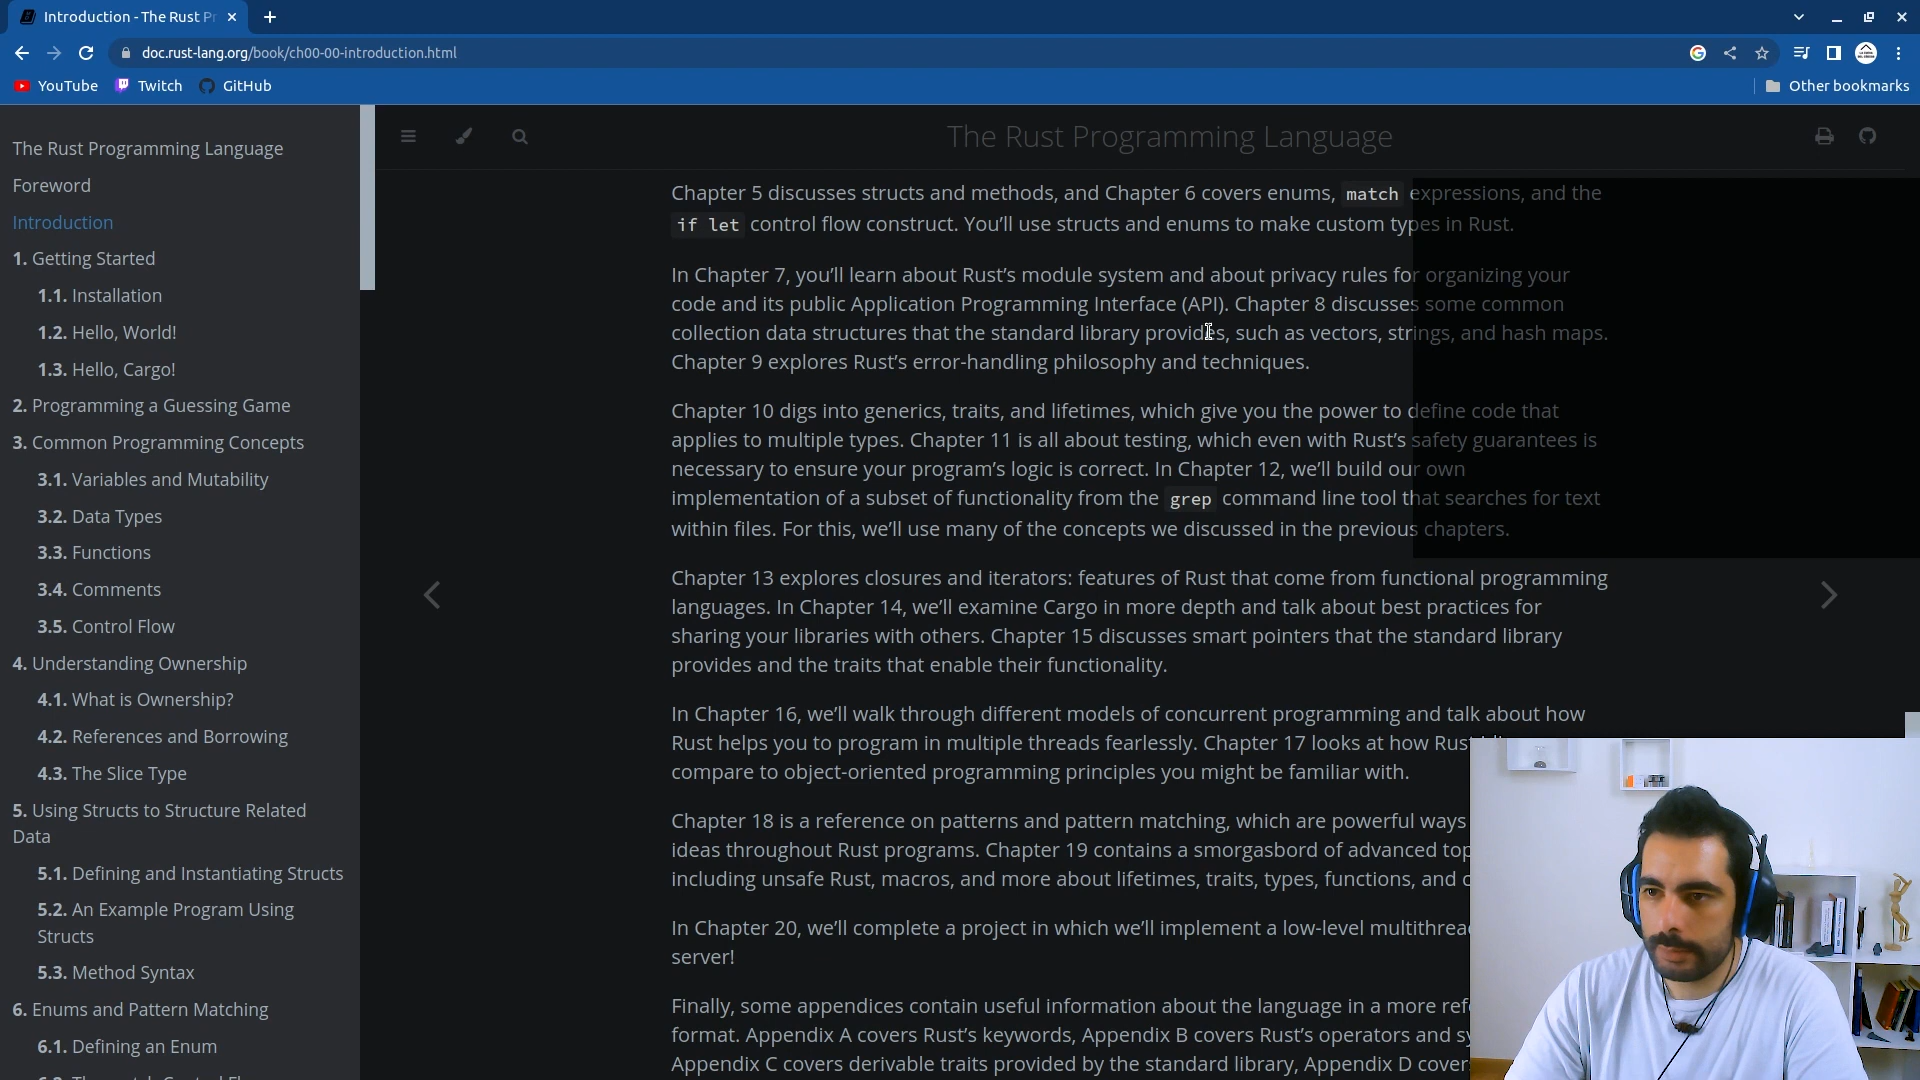 Introduction - The Rust Pr
doc.rust-lang.org/book/ch00-00-introduction.html
YouTube
Twitch
GitHub
Other bookmarks
The Rust Programming Language
Foreword
Introduction
1. Getting Started
1.1. Installation
1.2. Hello, World!
1.3. Hello, Cargo!
2. Programming a Guessing Game
3. Common Programming Concepts
3.1. Variables and Mutability
3.2. Data Types
3.3. Functions
3.4. Comments
3.5. Control Flow
4. Understanding Ownership
4.1. What is Ownership?
4.2. References and Borrowing
4.3. The Slice Type
5. Using Structs to Structure Related
Data
5.1. Defining and Instantiating Structs
5.2. An Example Program Using
Structs
5.3. Method Syntax
6. Enums and Pattern Matching
6.1. Defining an Enum
The Rust Programming Language
Chapter 5 discusses structs and methods, and Chapter 6 covers enums, match expressions, and the
if let control flow construct. You’ll use structs and enums to make custom types in Rust.
In Chapter 7, you’ll learn about Rust’s module system and about privacy rules for organizing your
code and its public Application Programming Interface (API). Chapter 8 discusses some common
collection data structures that the standard library provides, such as vectors, strings, and hash maps.
Chapter 9 explores Rust’s error-handling philosophy and techniques.
Chapter 10 digs into generics, traits, and lifetimes, which give you the power to define code that
applies to multiple types. Chapter 11 is all about testing, which even with Rust’s safety guarantees is
necessary to ensure your program’s logic is correct. In Chapter 12, we’ll build our own
implementation of a subset of functionality from the grep command line tool that searches for text
within files. For this, we’ll use many of the concepts we discussed in the previous chapters.
Chapter 13 explores closures and iterators: features of Rust that come from functional programming
languages. In Chapter 14, we’ll examine Cargo in more depth and talk about best practices for
sharing your libraries with others. Chapter 15 discusses smart pointers that the standard library
provides and the traits that enable their functionality.
In Chapter 16, we’ll walk through different models of concurrent programming and talk about how
Rust helps you to program in multiple threads fearlessly. Chapter 17 looks at how Rust
compare to object-oriented programming principles you might be familiar with.
Chapter 18 is a reference on patterns and pattern matching, which are powerful ways
ideas throughout Rust programs. Chapter 19 contains a smorgasbord of advanced top
including unsafe Rust, macros, and more about lifetimes, traits, types, functions, and c
In Chapter 20, we’ll complete a project in which we’ll implement a low-level multithrea
server!
Finally, some appendices contain useful information about the language in a more ref
format. Appendix A covers Rust’s keywords, Appendix B covers Rust’s operators and sy
Appendix C covers derivable traits provided by the standard library, Appendix D cover